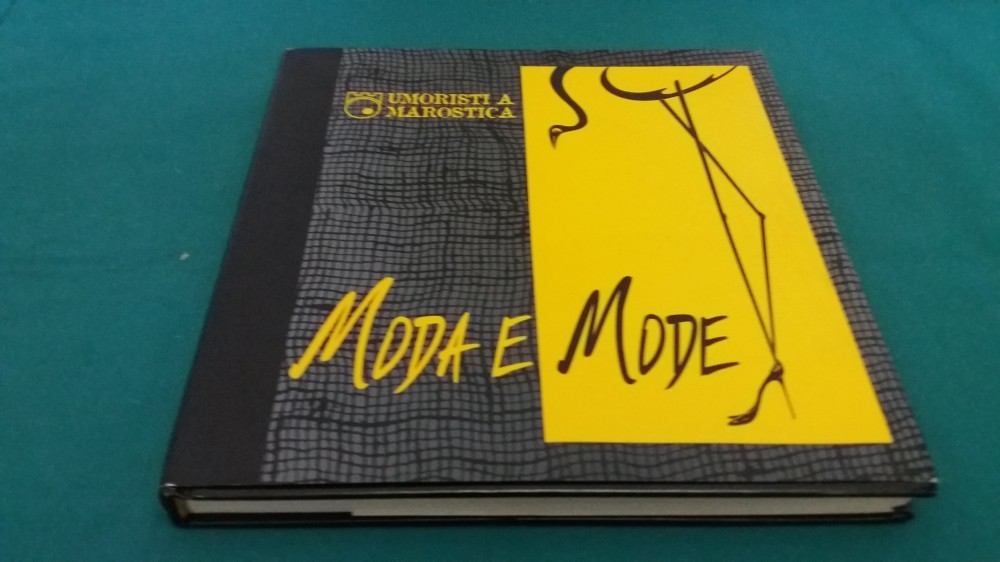 UMORISTI A
MAROSTICA
MODA E MODE